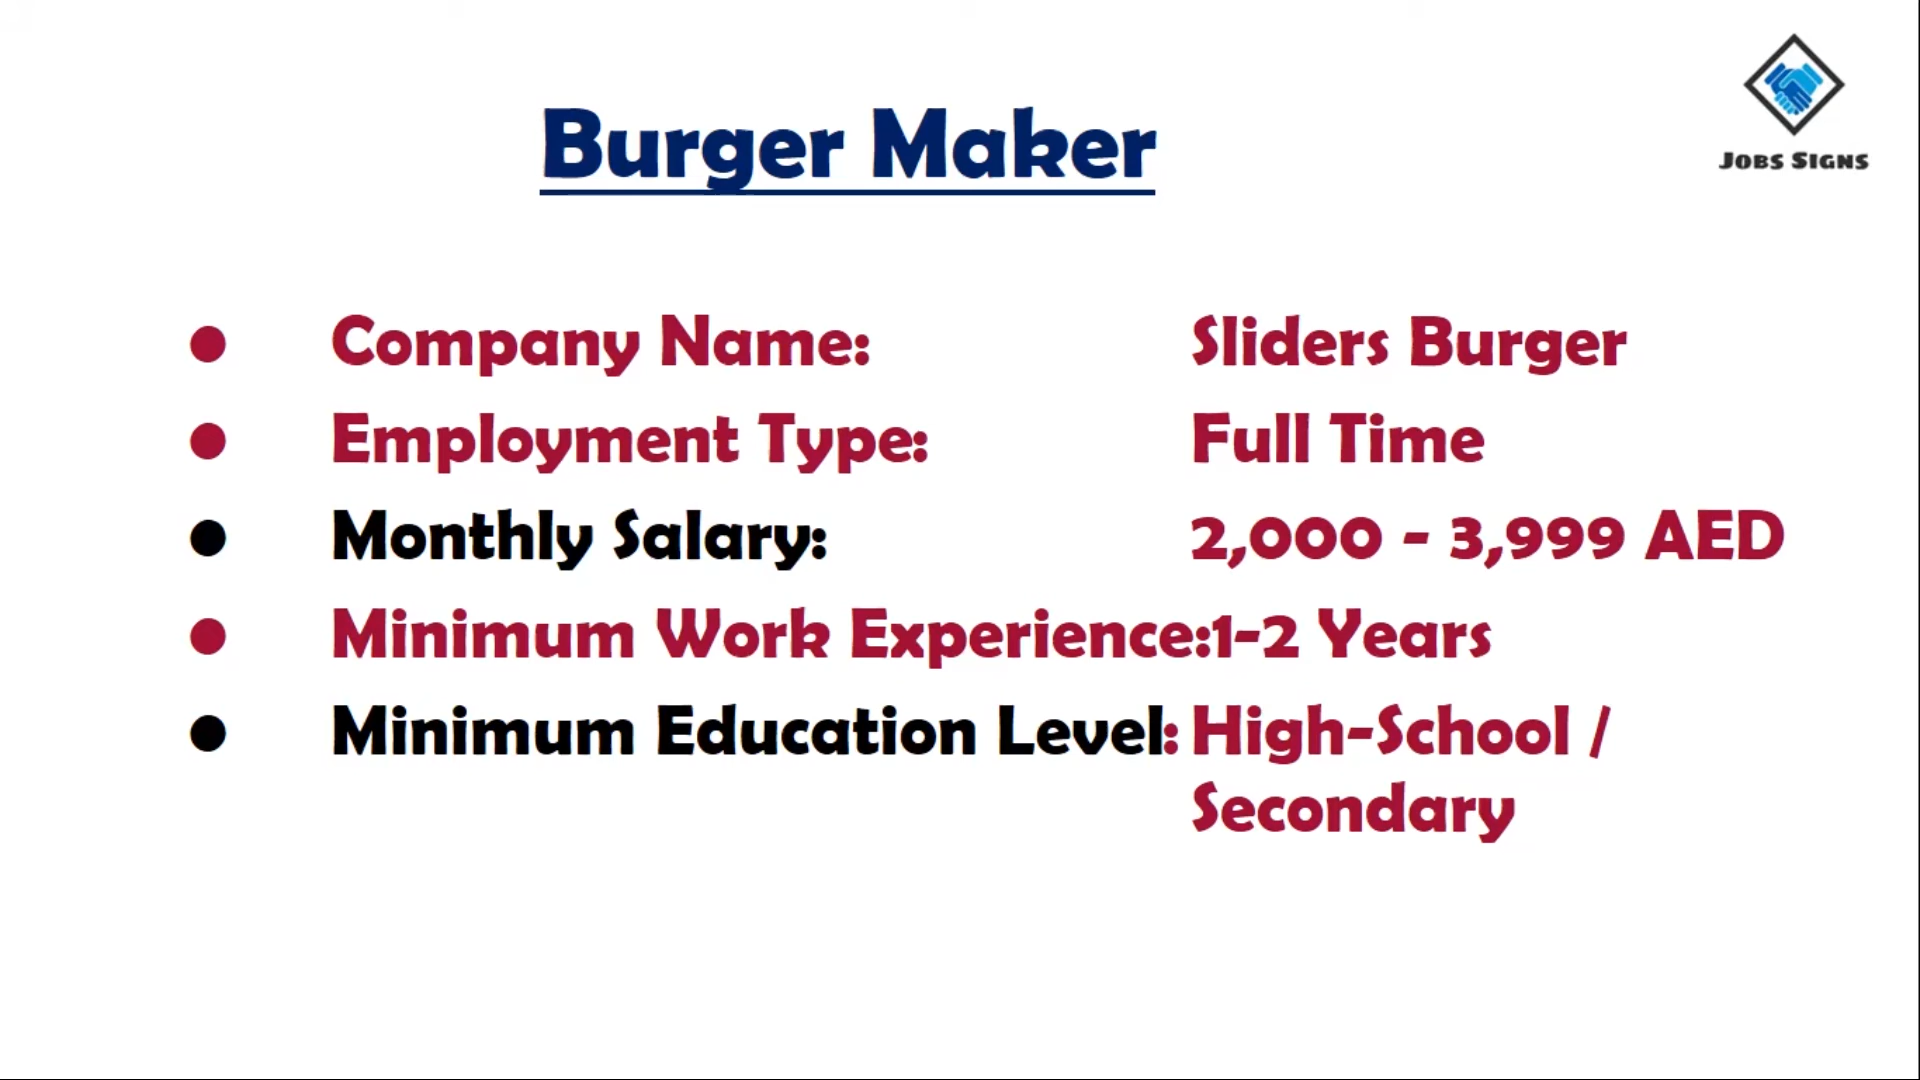 Jobs Signs
Burger Maker
● Company Name: Sliders Burger
● Employment Type: Full Time
● Monthly Salary: 2,000 - 3,999 AED
● Minimum Work Experience:1-2 Years
● Minimum Education Level: High-School /
Secondary